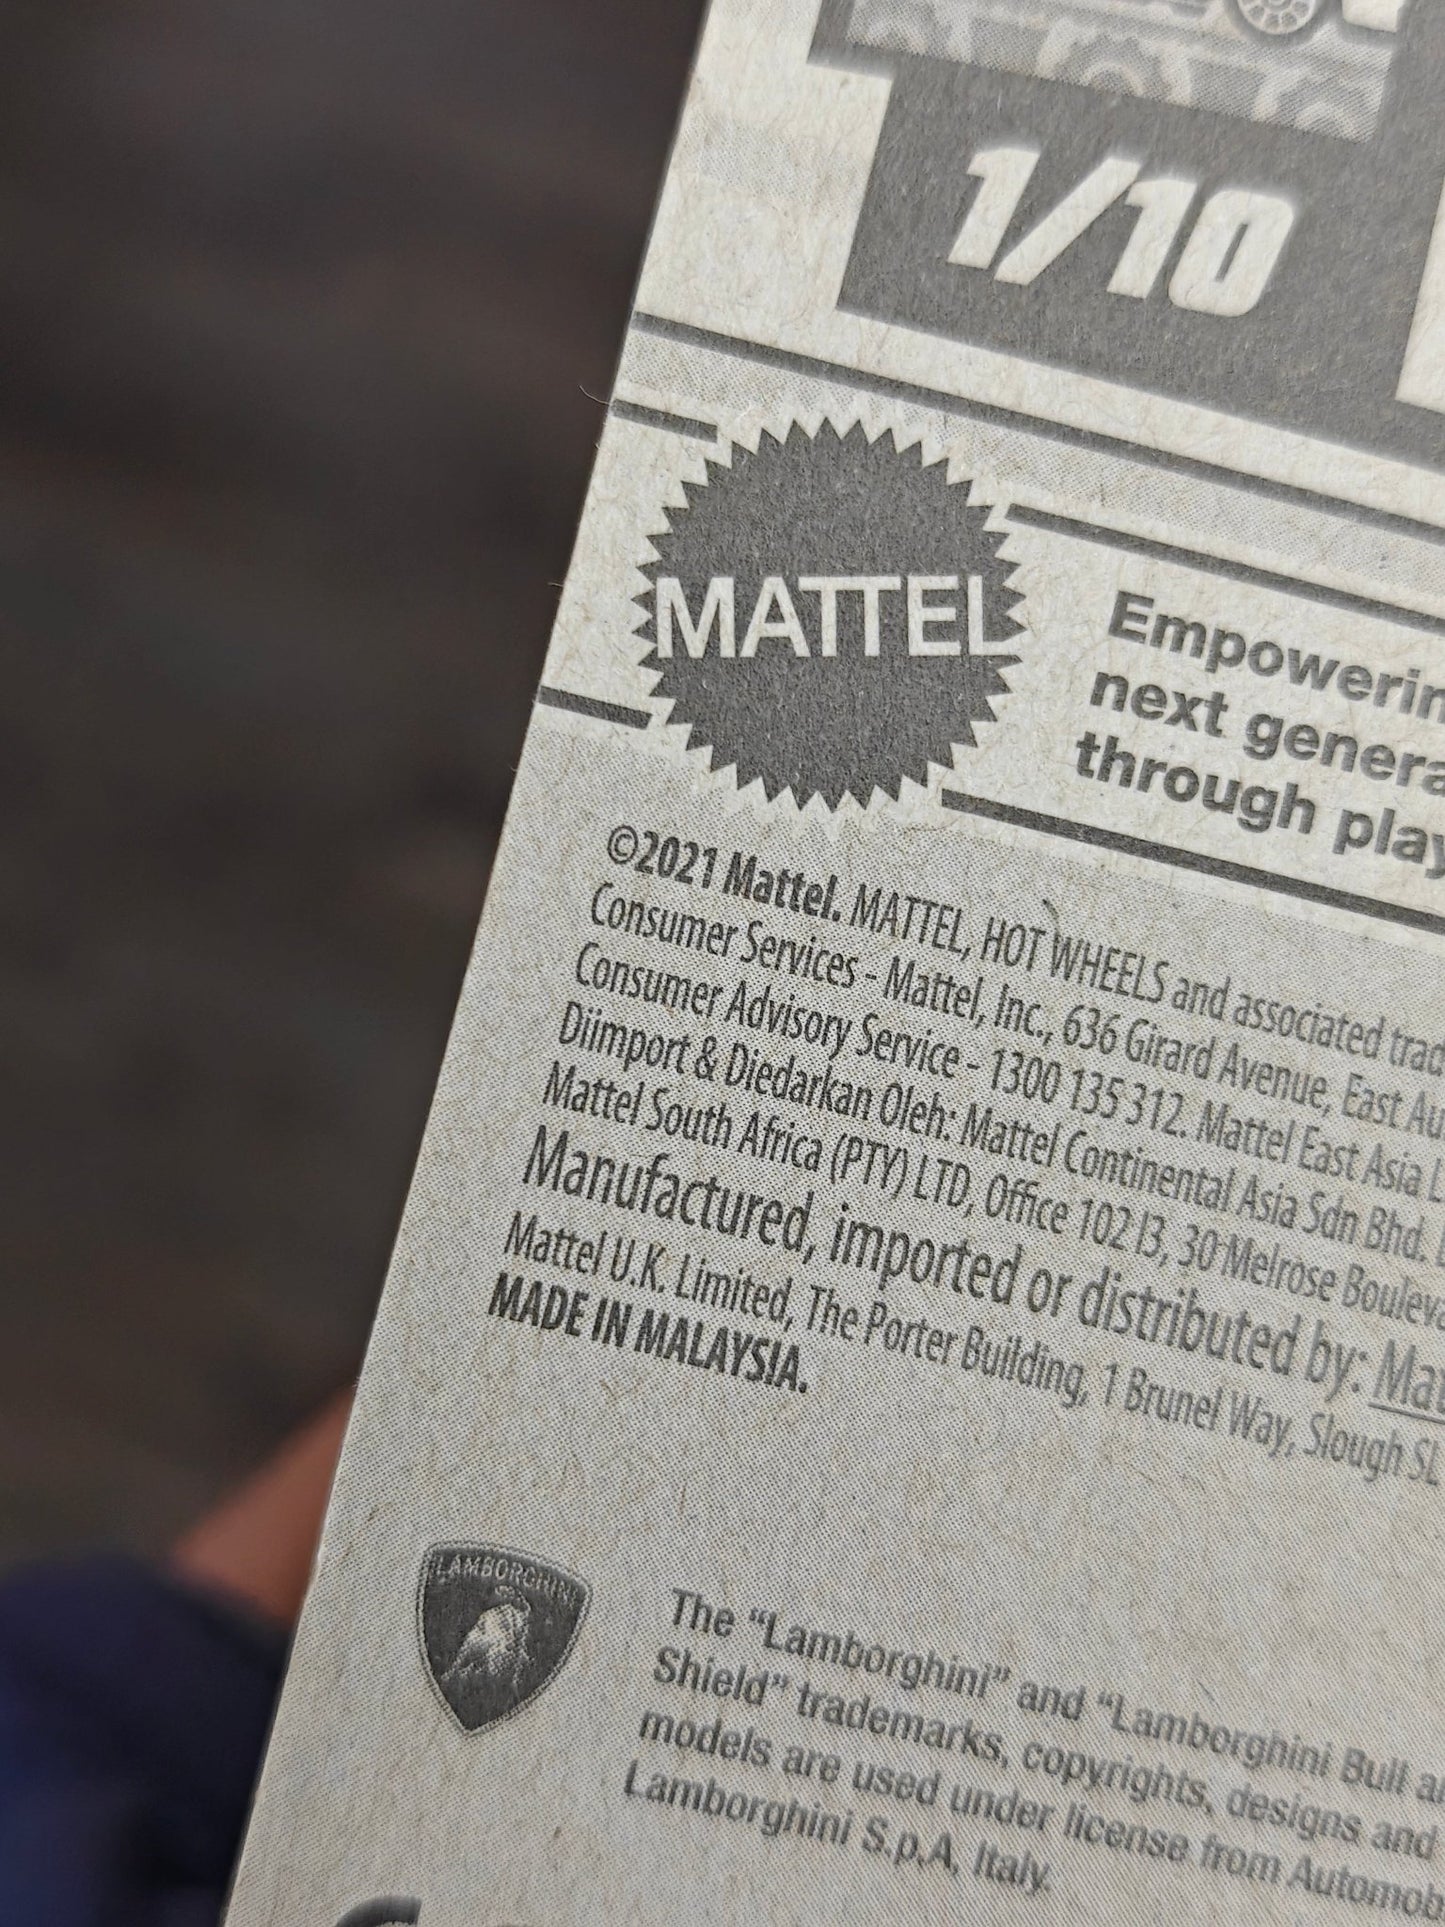 1/10
MATTEL
Empowerin
next genera
through play
©2021 Mattel. MATTEL, HOT WHEELS and associated trad
Consumer Services - Mattel, Inc., 636 Girard Avenue, East Au
Consumer Advisory Service - 1300 135 312. Mattel East Asia L
Diimport & Diedarkan Oleh: Mattel Continental Asia Sdn Bhd. L
Mattel South Africa (PTY) LTD, Office 102 I3, 30 Melrose Bouleva
Manufactured, imported or distributed by: Mat
Mattel U.K. Limited, The Porter Building, 1 Brunel Way, Slough SL
MADE IN MALAYSIA.
LAMBORGHINI
The “Lamborghini” and “Lamborghini Bull a
Shield” trademarks, copyrights, designs and
models are used under license from Automob
Lamborghini S.p.A, Italy.